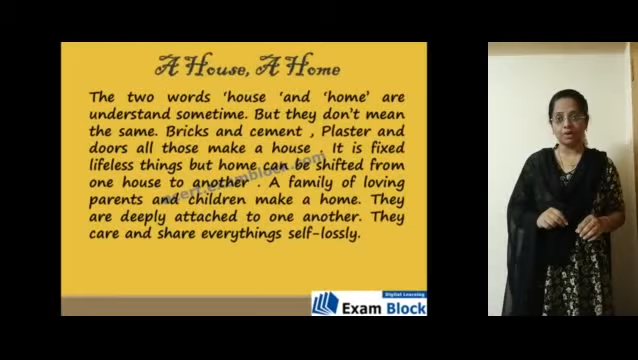 A House, A Home
The two words ‘house ‘and ‘home’ are
understand sometime. But they don’t mean
the same. Bricks and cement , Plaster and
doors all those make a house . It is fixed
lifeless things but home can be shifted from
one house to another . A family of loving
parents and children make a home. They
are deeply attached to one another. They
care and share everythings self-lossly.
Digital Learning
Exam Block